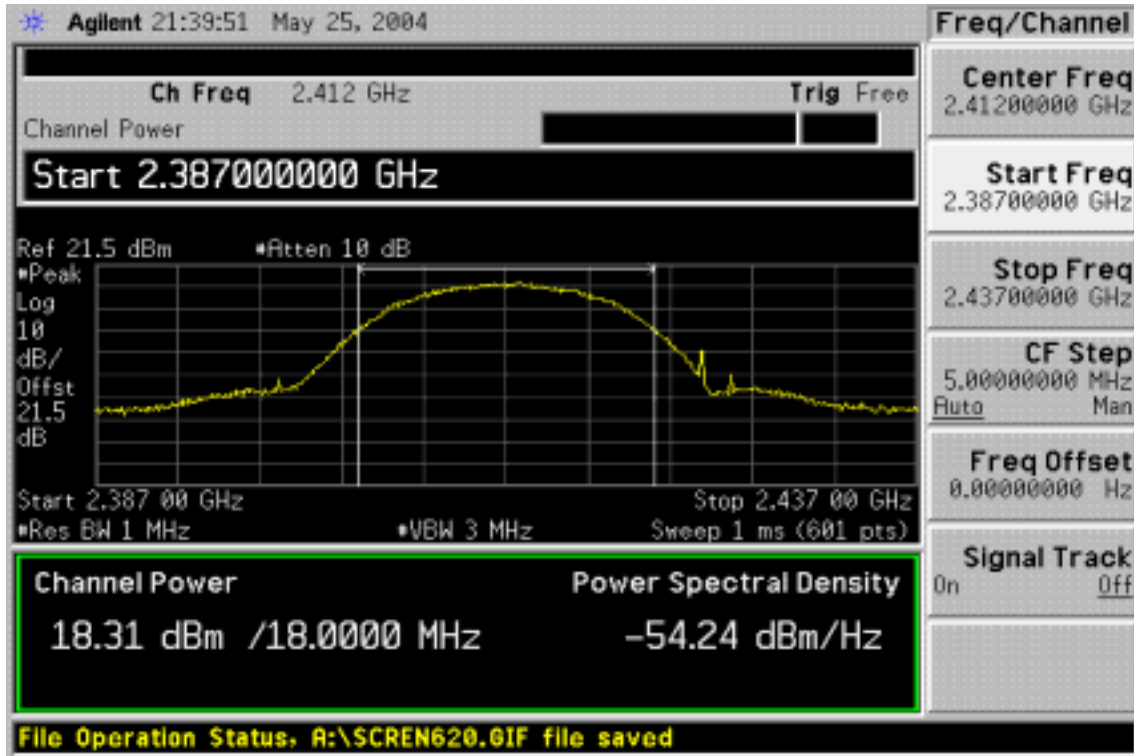 Agilent 21:39:51 May 25, 2004
Freq/Channel
Ch Freq 2.412 GHz Trig Free
Channel Power
Start 2.387000000 GHz
Ref 21.5 dBm #Atten 10 dB
#Peak
Log
10
dB/
Offst
21.5
dB
Start 2.387 00 GHz Stop 2.437 00 GHz
#Res BW 1 MHz #VBW 3 MHz Sweep 1 ms (601 pts)
Channel Power Power Spectral Density
18.31 dBm /18.0000 MHz -54.24 dBm/Hz
File Operation Status, A:\SCREN620.GIF file saved
Center Freq
2.41200000 GHz
Start Freq
2.38700000 GHz
Stop Freq
2.43700000 GHz
CF Step
5.00000000 MHz
Auto Man
Freq Offset
0.00000000 Hz
Signal Track
On Off